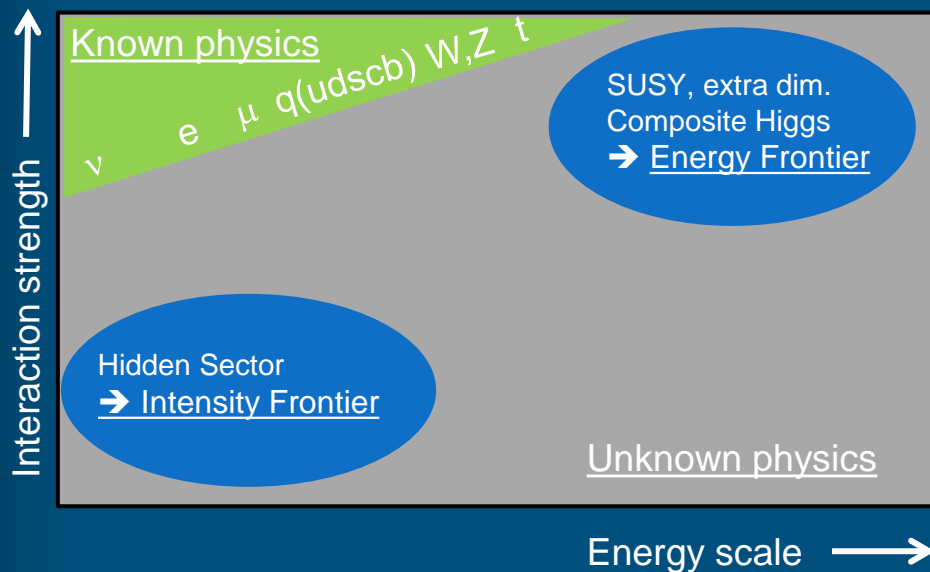 Known physics
ν e μ q(udscb) W,Z t
SUSY, extra dim.
Composite Higgs
➔ Energy Frontier
Hidden Sector
➔ Intensity Frontier
Unknown physics
Interaction strength
Energy scale